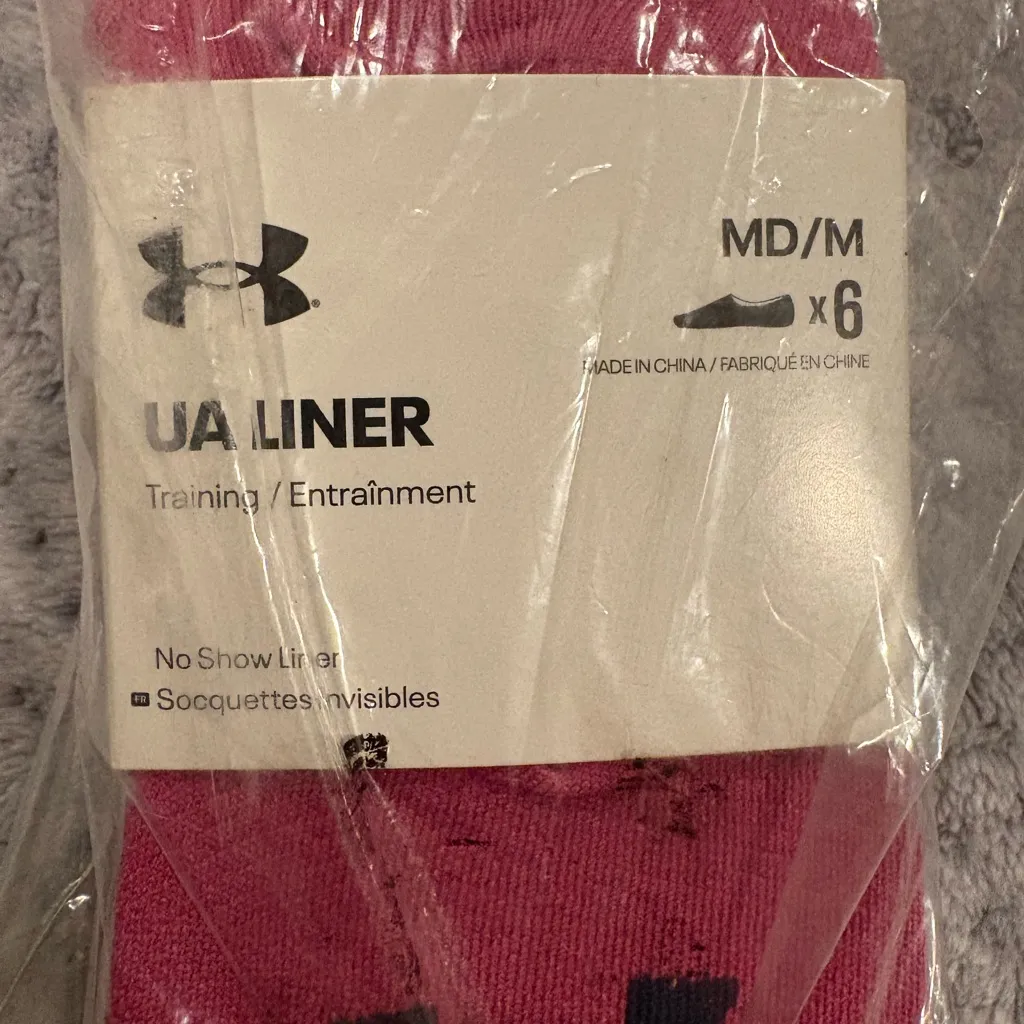 MD/M
x6
MADE IN CHINA / FABRIQUÉ EN CHINE
®
UA LINER
Training / Entraînment
No Show Liner
FR Socquettes invisibles